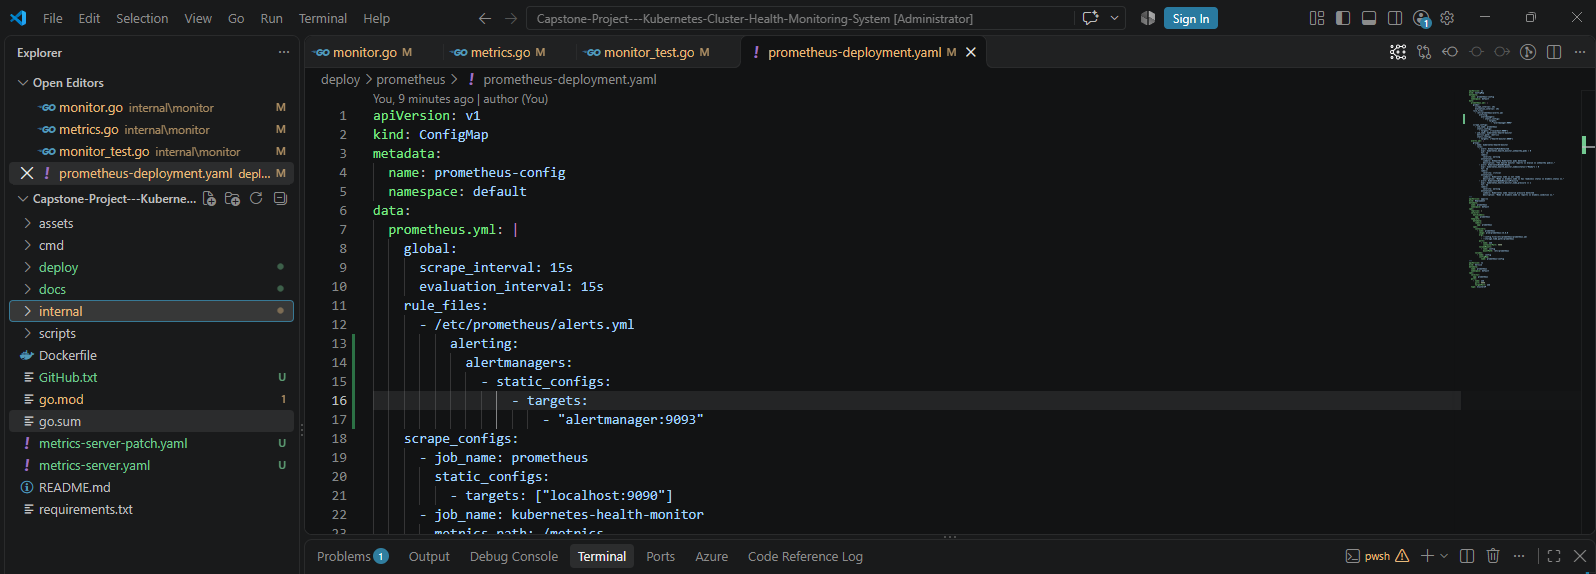 File Edit Selection View Go Run Terminal Help
Capstone-Project---Kubernetes-Cluster-Health-Monitoring-System [Administrator]
Sign In
1
Explorer
Open Editors
monitor.go internal\monitor M
metrics.go internal\monitor M
monitor_test.go internal\monitor M
prometheus-deployment.yaml depl... M
Capstone-Project---Kuberne...
assets
cmd
deploy
docs
internal
scripts
Dockerfile
GitHub.txt U
go.mod 1
go.sum
metrics-server-patch.yaml U
metrics-server.yaml U
README.md
requirements.txt
monitor.go M
metrics.go M
monitor_test.go M
prometheus-deployment.yaml M
deploy > prometheus > prometheus-deployment.yaml
You, 9 minutes ago | author (You)
1 apiVersion: v1
2 kind: ConfigMap
3 metadata:
4 name: prometheus-config
5 namespace: default
6 data:
7 prometheus.yml: |
8 global:
9 scrape_interval: 15s
10 evaluation_interval: 15s
11 rule_files:
12 - /etc/prometheus/alerts.yml
13 alerting:
14 alertmanagers:
15 - static_configs:
16 - targets:
17 - "alertmanager:9093"
18 scrape_configs:
19 - job_name: prometheus
20 static_configs:
21 - targets: ["localhost:9090"]
22 - job_name: kubernetes-health-monitor
23 metrics_path: /metrics
Problems 1 Output Debug Console Terminal Ports Azure Code Reference Log
pwsh